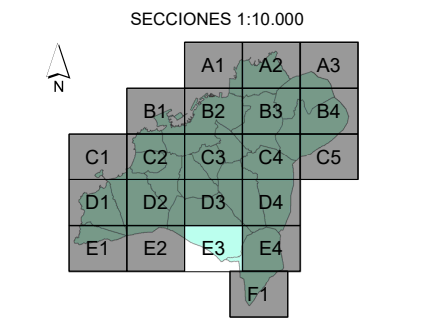 SECCIONES 1:10.000
A1 A2 A3
N
B1 B2 B3 B4
C1 C2 C3 C4 C5
D1 D2 D3 D4
E1 E2 E3 E4
F1